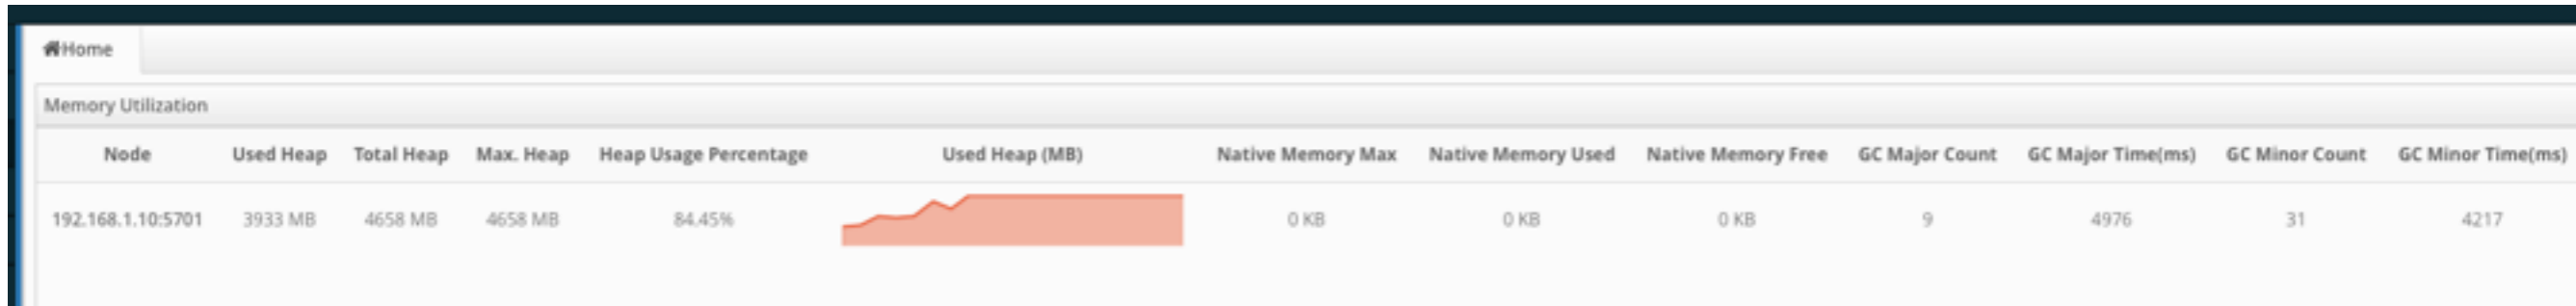 Home
Memory Utilization
Node Used Heap Total Heap Max. Heap Heap Usage Percentage Used Heap (MB) Native Memory Max Native Memory Used Native Memory Free GC Major Count GC Major Time(ms) GC Minor Count GC Minor Time(ms)
192.168.1.10:5701 3933 MB 4658 MB 4658 MB 84.45% 0 KB 0 KB 0 KB 9 4976 31 4217